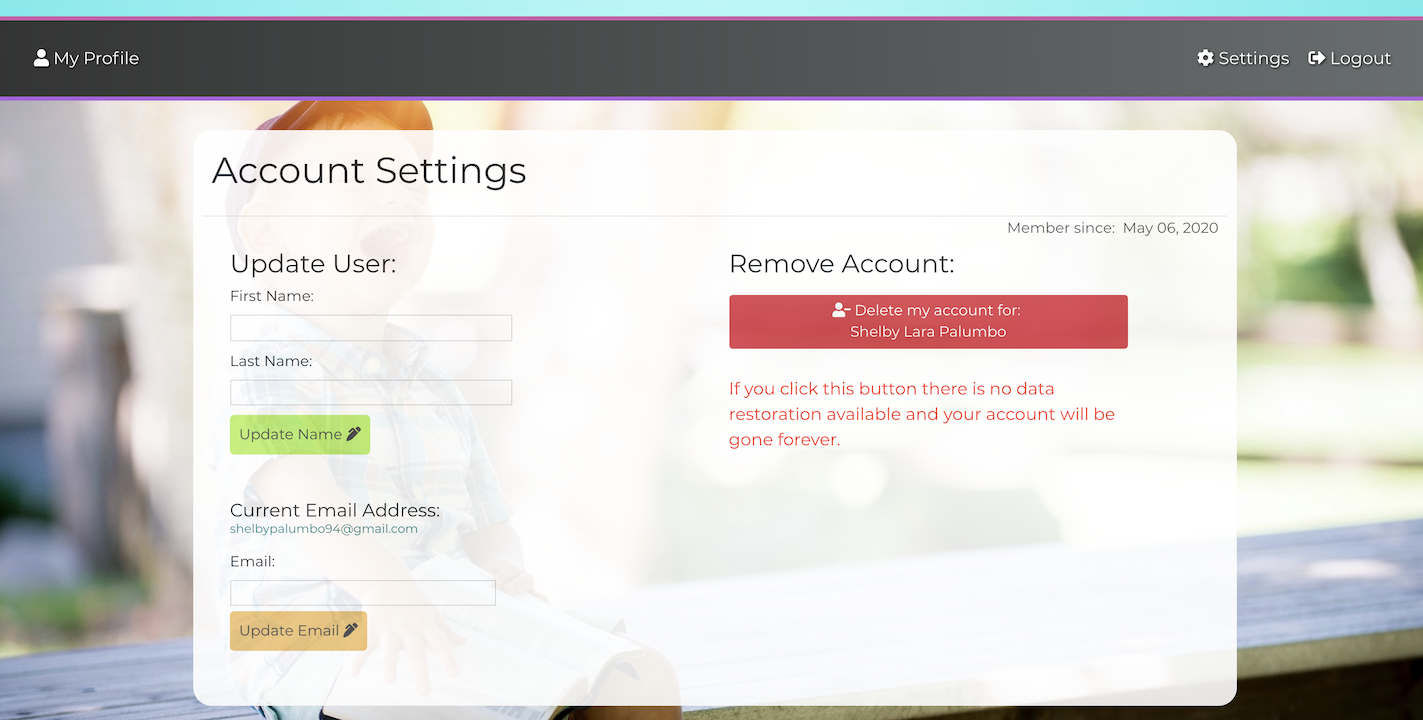 My Profile
Settings
Logout
Account Settings
Member since: May 06, 2020
Update User:
First Name:
Last Name:
Update Name
Current Email Address:
shelbypalumbo94@gmail.com
Email:
Update Email
Remove Account:
Delete my account for:
Shelby Lara Palumbo
If you click this button there is no data
restoration available and your account will be
gone forever.